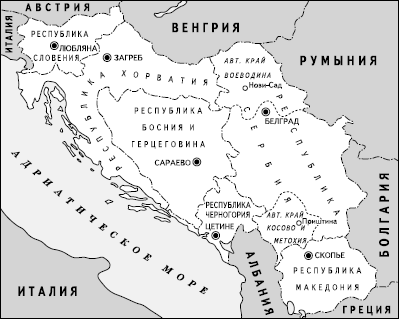 АВСТРИЯ
ВЕНГРИЯ
ИТАЛИЯ
РЕСПУБЛИКА
ЛЮБЛЯНА
СЛОВЕНИЯ
ЗАГРЕБ
РУМЫНИЯ
АВТ. КРАЙ
ВОЕВОДИНА
Нови-Сад
РЕСПУБЛИКА ХОРВАТИЯ
БЕЛГРАД
РЕСПУБЛИКА
СЕРБИЯ
РЕСПУБЛИКА
БОСНИЯ И
ГЕРЦЕГОВИНА
САРАЕВО
АДРИАТИЧЕСКОЕ МОРЕ
РЕСПУБЛИКА
ЧЕРНОГОРИЯ
ЦЕТИНЕ
АВТ. КРАЙ
Приштина
КОСОВО И
МЕТОХИЯ
БОЛГАРИЯ
СКОПЬЕ
РЕСПУБЛИКА
МАКЕДОНИЯ
АЛБАНИЯ
ИТАЛИЯ
ГРЕЦИЯ